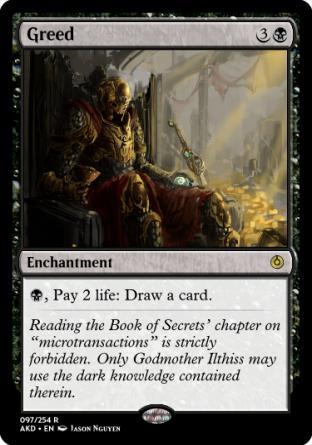 Greed 3
Enchantment
, Pay 2 life: Draw a card.
Reading the Book of Secrets' chapter on
"microtransactions" is strictly
forbidden. Only Godmother Ilthiss may
use the dark knowledge contained
therein.
097/254 R
AKD • EN Jason Nguyen